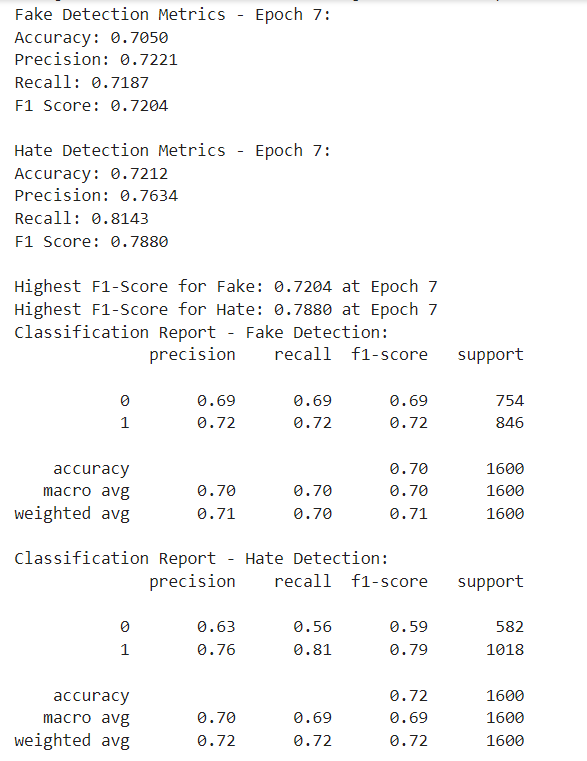 Fake Detection Metrics - Epoch 7:
Accuracy: 0.7050
Precision: 0.7221
Recall: 0.7187
F1 Score: 0.7204
Hate Detection Metrics - Epoch 7:
Accuracy: 0.7212
Precision: 0.7634
Recall: 0.8143
F1 Score: 0.7880
Highest F1-Score for Fake: 0.7204 at Epoch 7
Highest F1-Score for Hate: 0.7880 at Epoch 7
Classification Report - Fake Detection:
precision recall f1-score support
0 0.69 0.69 0.69 754
1 0.72 0.72 0.72 846
accuracy 0.70 1600
macro avg 0.70 0.70 0.70 1600
weighted avg 0.71 0.70 0.71 1600
Classification Report - Hate Detection:
precision recall f1-score support
0 0.63 0.56 0.59 582
1 0.76 0.81 0.79 1018
accuracy 0.72 1600
macro avg 0.70 0.69 0.69 1600
weighted avg 0.72 0.72 0.72 1600